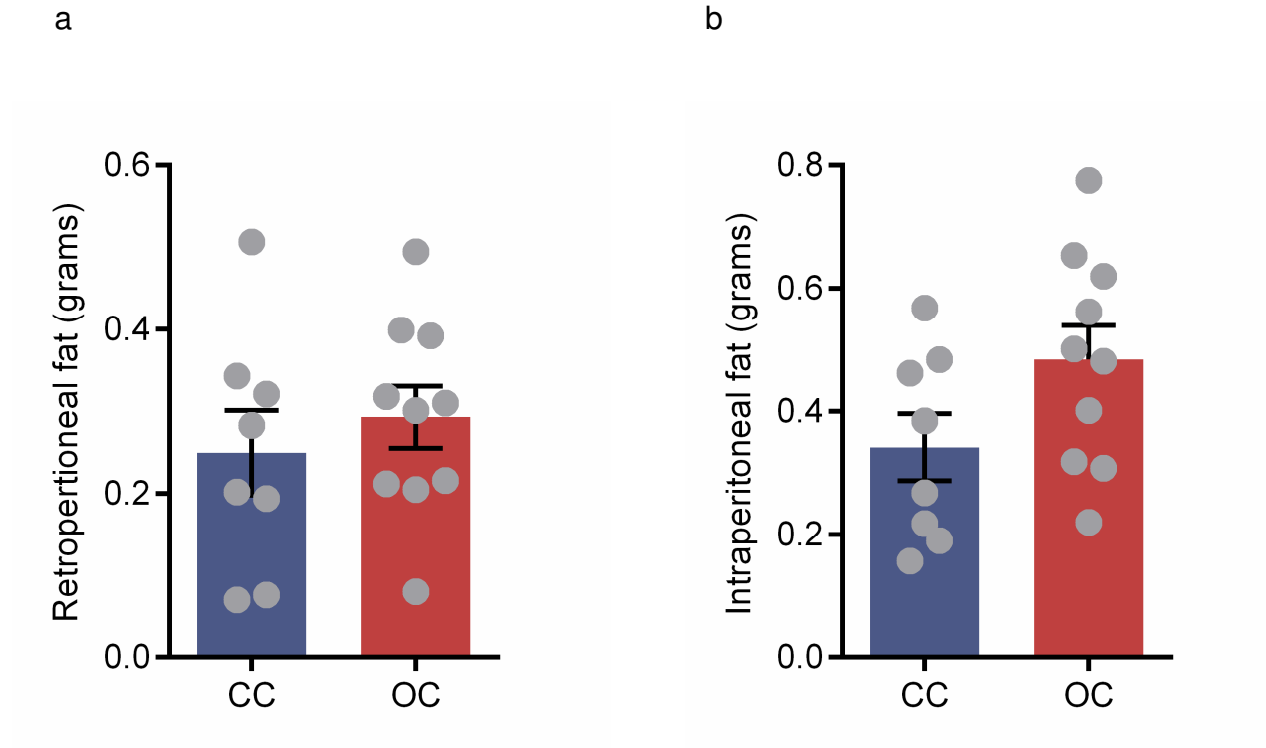 a
b
Retropertioneal fat (grams)
0.6
0.4
0.2
0.0
CC
OC
Intraperitoneal fat (grams)
0.8
0.6
0.4
0.2
0.0
CC
OC